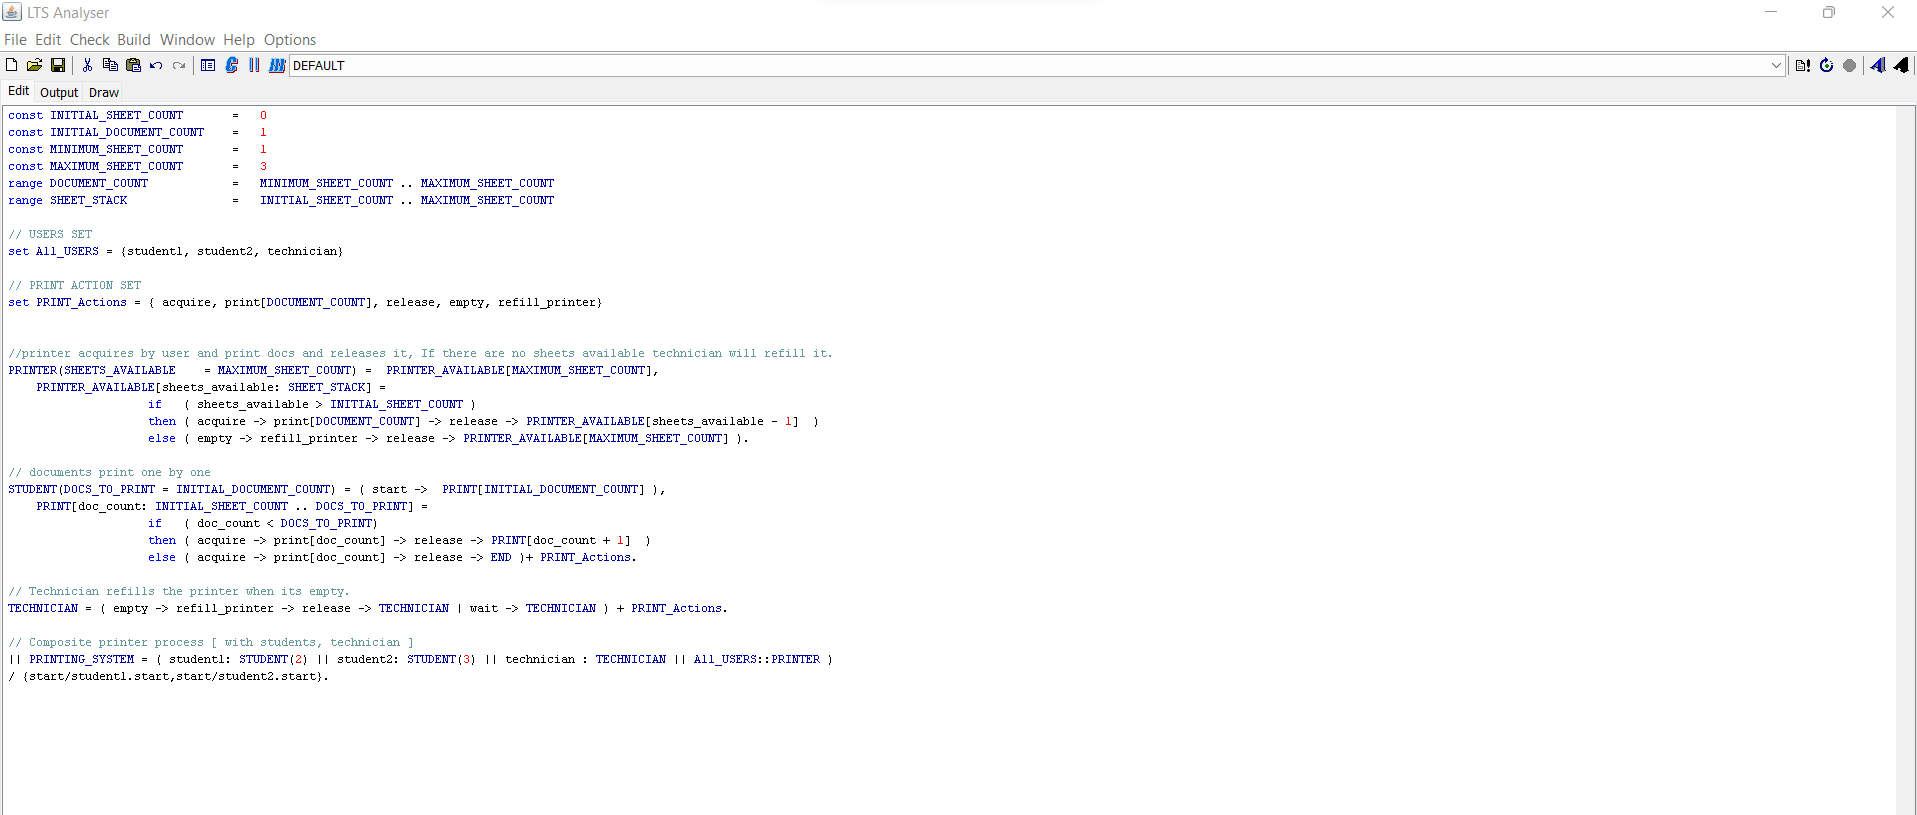 LTS Analyser
File Edit Check Build Window Help Options
DEFAULT
Edit Output Draw
const INITIAL_SHEET_COUNT = 0
const INITIAL_DOCUMENT_COUNT = 1
const MINIMUM_SHEET_COUNT = 1
const MAXIMUM_SHEET_COUNT = 3
range DOCUMENT_COUNT = MINIMUM_SHEET_COUNT .. MAXIMUM_SHEET_COUNT
range SHEET_STACK = INITIAL_SHEET_COUNT .. MAXIMUM_SHEET_COUNT
// USERS SET
set All_USERS = {student1, student2, technician}
// PRINT ACTION SET
set PRINT_Actions = { acquire, print[DOCUMENT_COUNT], release, empty, refill_printer}
//printer acquires by user and print docs and releases it, If there are no sheets available technician will refill it.
PRINTER(SHEETS_AVAILABLE = MAXIMUM_SHEET_COUNT) = PRINTER_AVAILABLE[MAXIMUM_SHEET_COUNT],
PRINTER_AVAILABLE[sheets_available: SHEET_STACK] =
if ( sheets_available > INITIAL_SHEET_COUNT )
then ( acquire -> print[DOCUMENT_COUNT] -> release -> PRINTER_AVAILABLE[sheets_available - 1] )
else ( empty -> refill_printer -> release -> PRINTER_AVAILABLE[MAXIMUM_SHEET_COUNT] ).
// documents print one by one
STUDENT(DOCS_TO_PRINT = INITIAL_DOCUMENT_COUNT) = ( start -> PRINT[INITIAL_DOCUMENT_COUNT] ),
PRINT[doc_count: INITIAL_SHEET_COUNT .. DOCS_TO_PRINT] =
if ( doc_count < DOCS_TO_PRINT)
then ( acquire -> print[doc_count] -> release -> PRINT[doc_count + 1] )
else ( acquire -> print[doc_count] -> release -> END )+ PRINT_Actions.
// Technician refills the printer when its empty.
TECHNICIAN = ( empty -> refill_printer -> release -> TECHNICIAN | wait -> TECHNICIAN ) + PRINT_Actions.
// Composite printer process [ with students, technician ]
|| PRINTING_SYSTEM = ( student1: STUDENT(2) || student2: STUDENT(3) || technician : TECHNICIAN || All_USERS::PRINTER )
/ {start/student1.start,start/student2.start}.